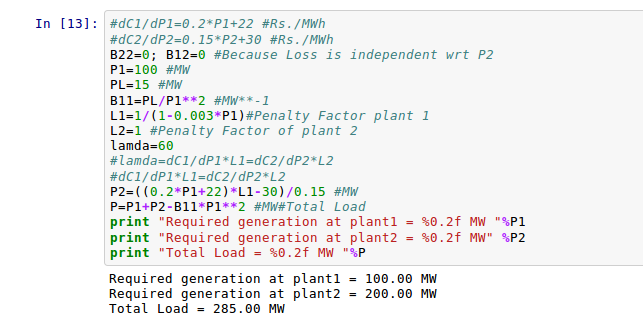 In [13]: #dC1/dP1=0.2*P1+22 #Rs./MWh
#dC2/dP2=0.15*P2+30 #Rs./MWh
B22=0; B12=0 #Because Loss is independent wrt P2
P1=100 #MW
PL=15 #MW
B11=PL/P1**2 #MW**-1
L1=1/(1-0.003*P1)#Penalty Factor plant 1
L2=1 #Penalty Factor of plant 2
lamda=60
#lamda=dC1/dP1*L1=dC2/dP2*L2
#dC1/dP1*L1=dC2/dP2*L2
P2=((0.2*P1+22)*L1-30)/0.15 #MW
P=P1+P2-B11*P1**2 #MW#Total Load
print "Required generation at plant1 = %0.2f MW "%P1
print "Required generation at plant2 = %0.2f MW" %P2
print "Total Load = %0.2f MW "%P
Required generation at plant1 = 100.00 MW
Required generation at plant2 = 200.00 MW
Total Load = 285.00 MW